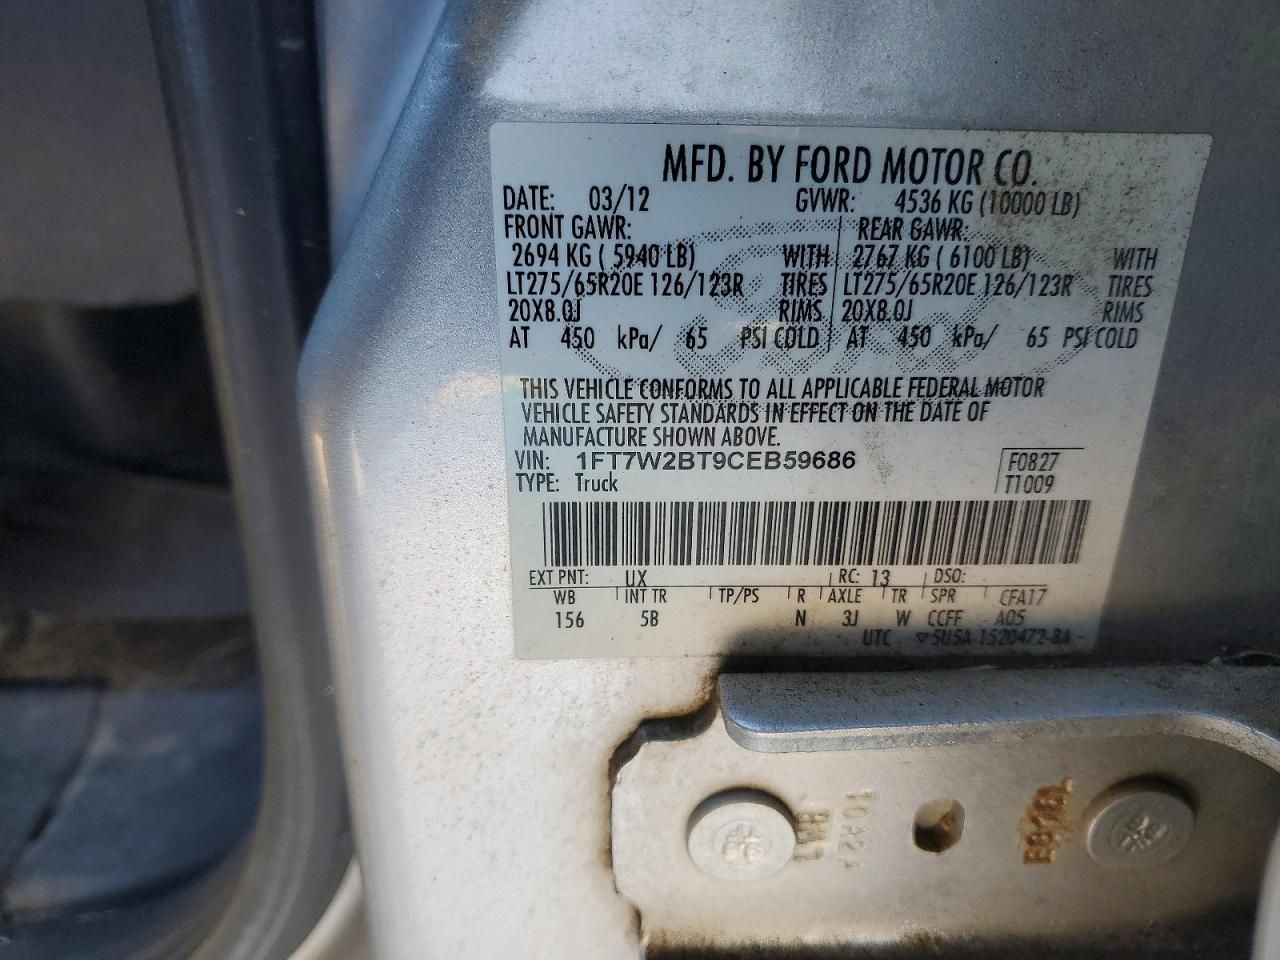 MFD. BY FORD MOTOR CO.
DATE: 03/12 GVWR: 4536 KG (10000 LB)
FRONT GAWR: REAR GAWR:
2694 KG ( 5940 LB) WITH 2767 KG ( 6100 LB) WITH
LT275/65R20E 126/123R TIRES LT275/65R20E 126/123R TIRES
20X8.0J RIMS 20X8.0J RIMS
AT 450 kPa/ 65 PSI COLD AT 450 kPa/ 65 PSI COLD
THIS VEHICLE CONFORMS TO ALL APPLICABLE FEDERAL MOTOR
VEHICLE SAFETY STANDARDS IN EFFECT ON THE DATE OF
MANUFACTURE SHOWN ABOVE.
VIN: 1FT7W2BT9CEB59686 F0827
TYPE: Truck T1009
EXT PNT: UX RC: 13 DSO:
WB INT TR TP/PS R AXLE TR SPR CFA17
156 5B N 3J W CCFF A05
UTC ▽5U5A-1520472-BA-
10A2A